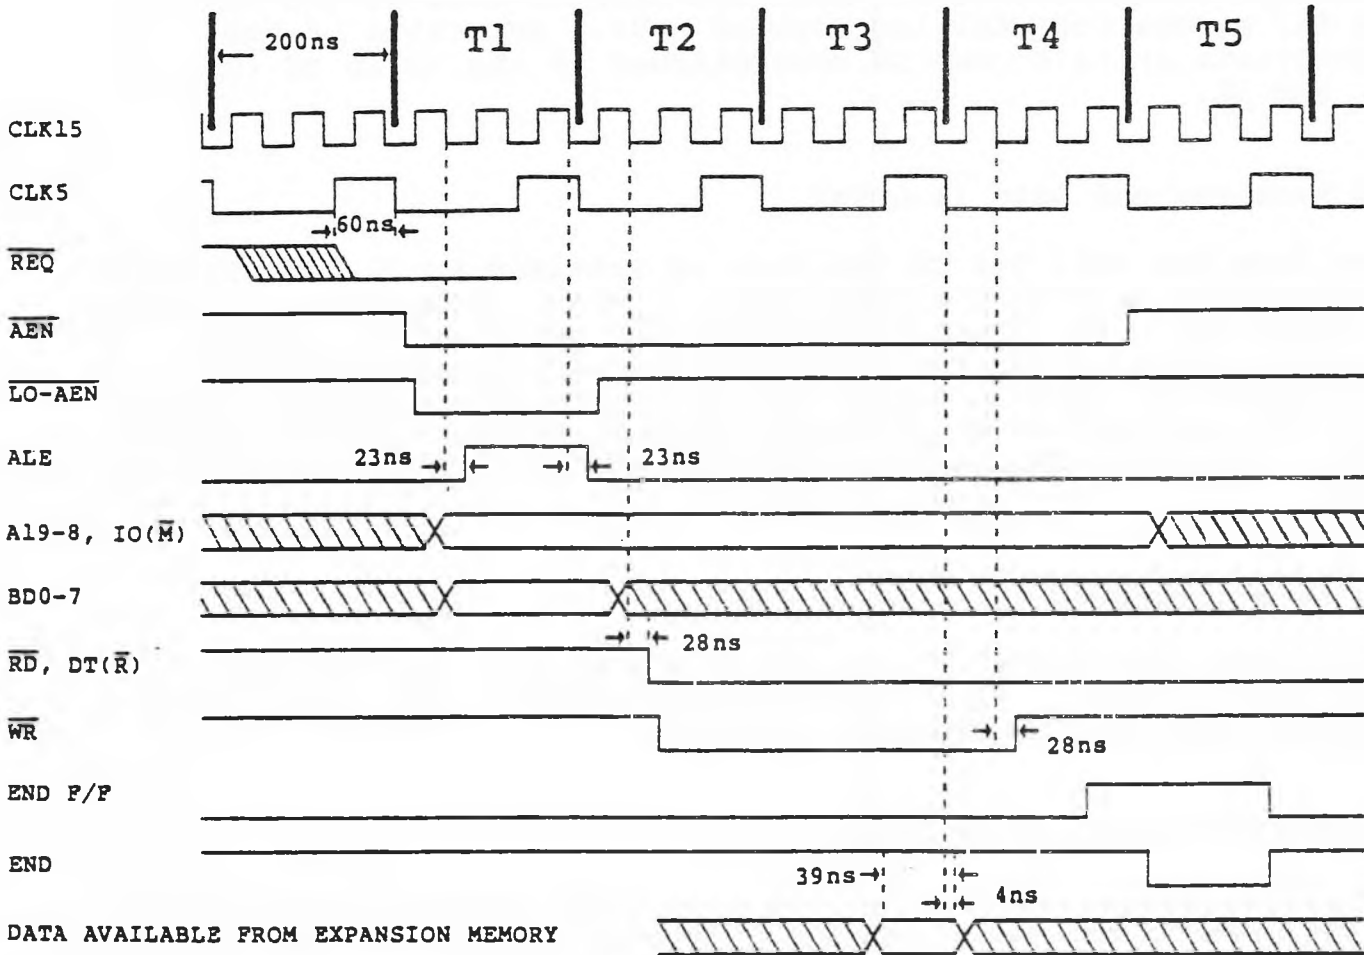 200ns T1 T2 T3 T4 T5
CLK15
CLK5
60ns
REQ
AEN
LO-AEN
ALE 23ns 23ns
A19-8, IO(M̅)
BD0-7
28ns
RD, DT(R̅)
WR
28ns
END F/F
END
39ns
4ns
DATA AVAILABLE FROM EXPANSION MEMORY